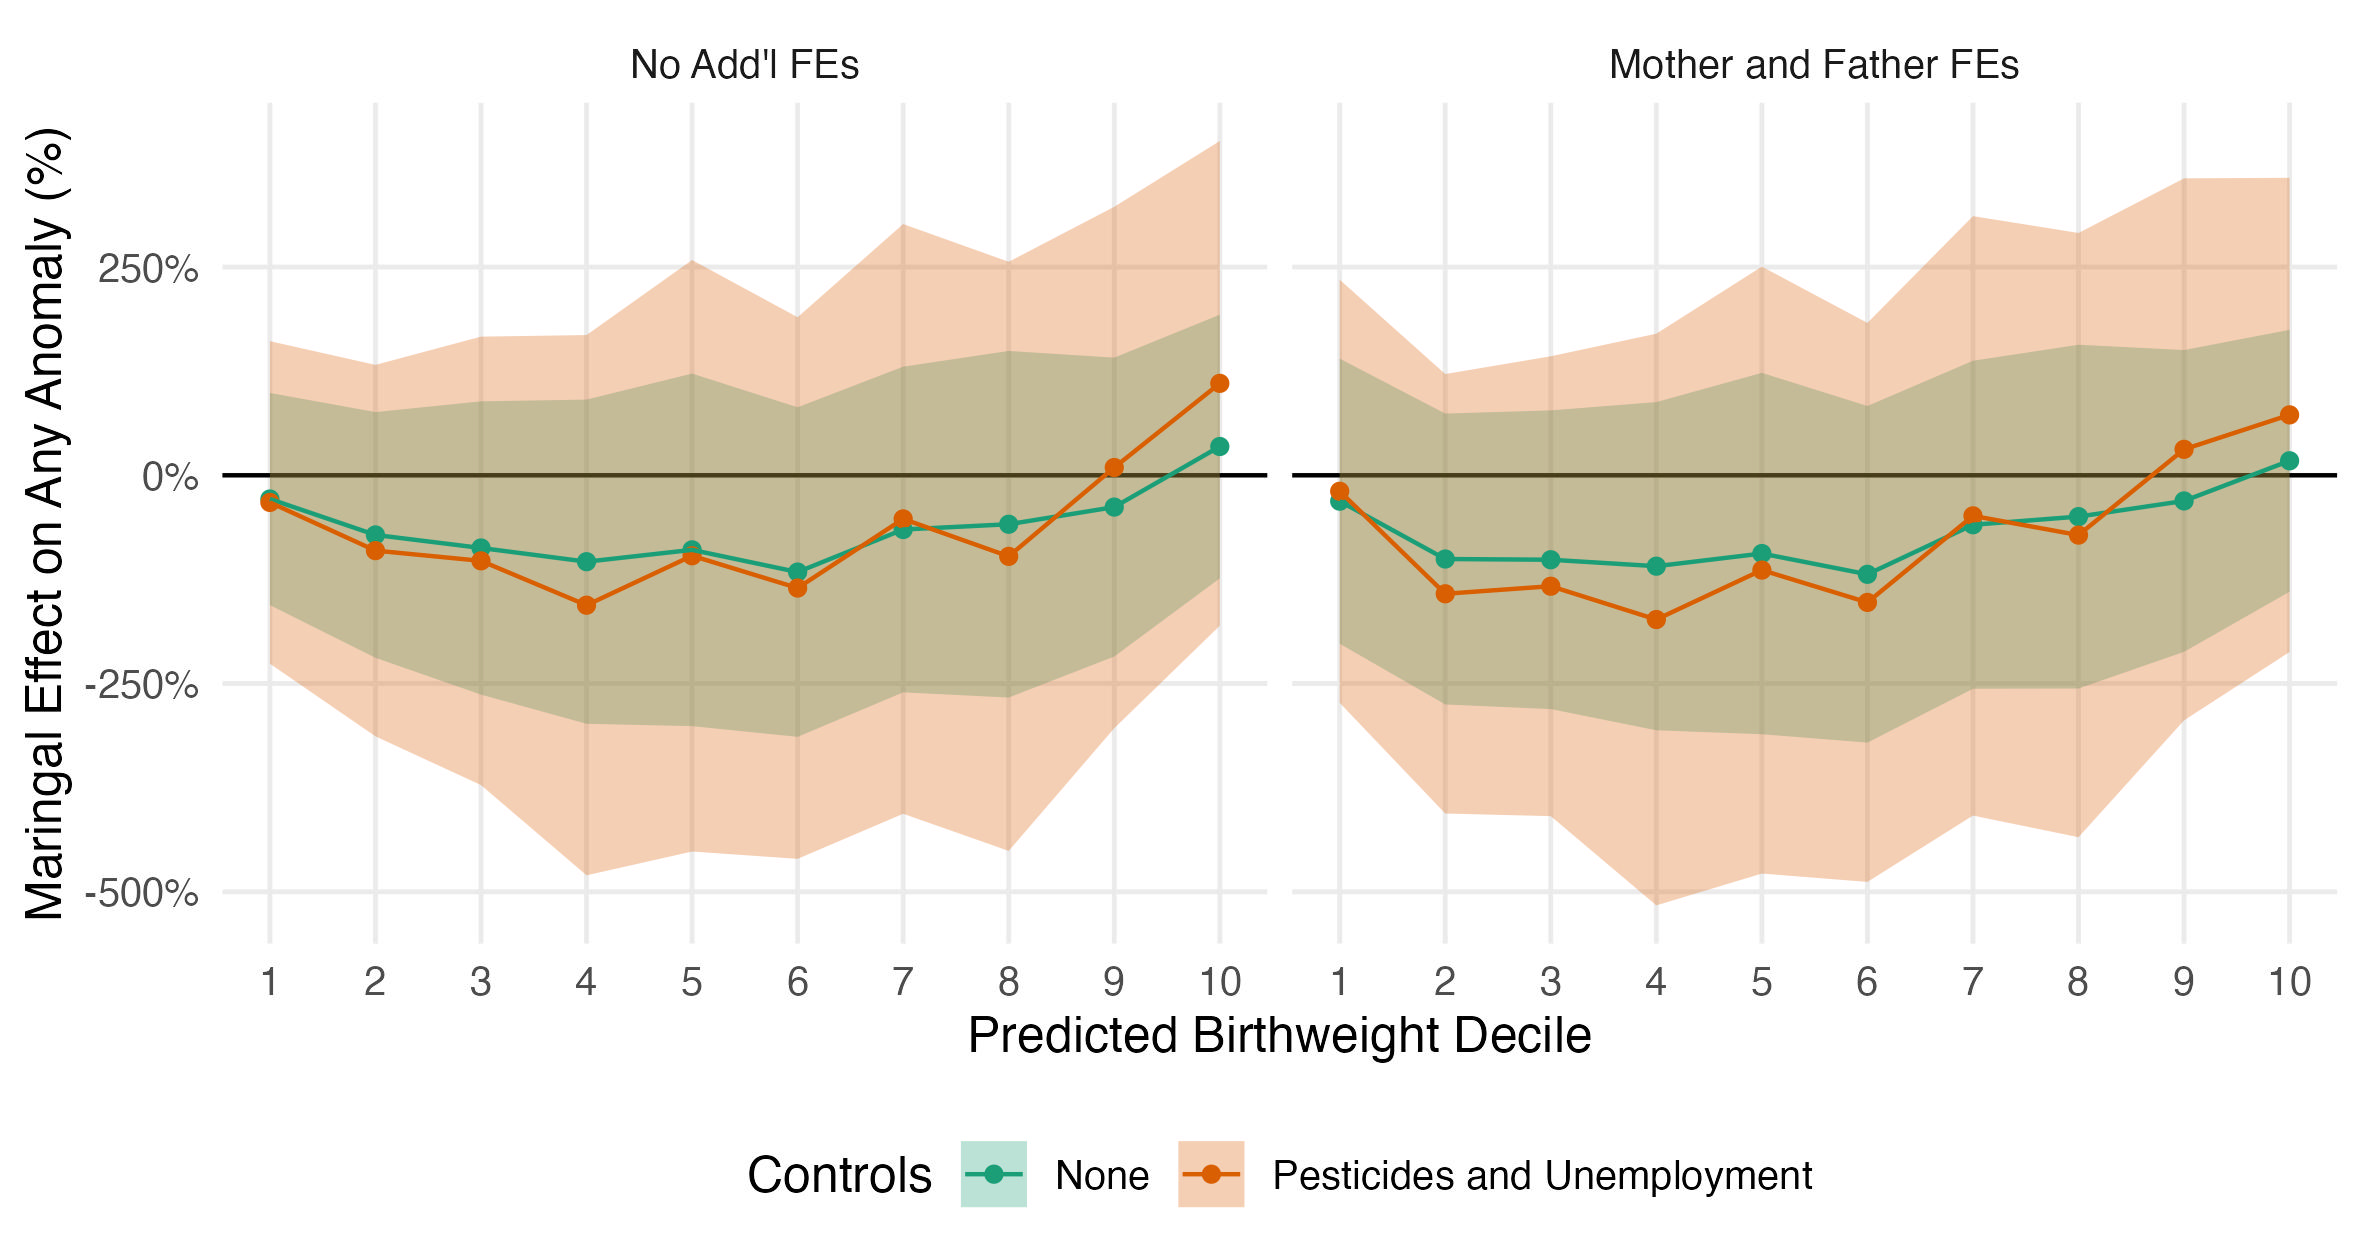 No Add'l FEs
Mother and Father FEs
Maringal Effect on Any Anomaly (%)
250%
0%
-250%
-500%
1 2 3 4 5 6 7 8 9 10
1 2 3 4 5 6 7 8 9 10
Predicted Birthweight Decile
Controls None Pesticides and Unemployment